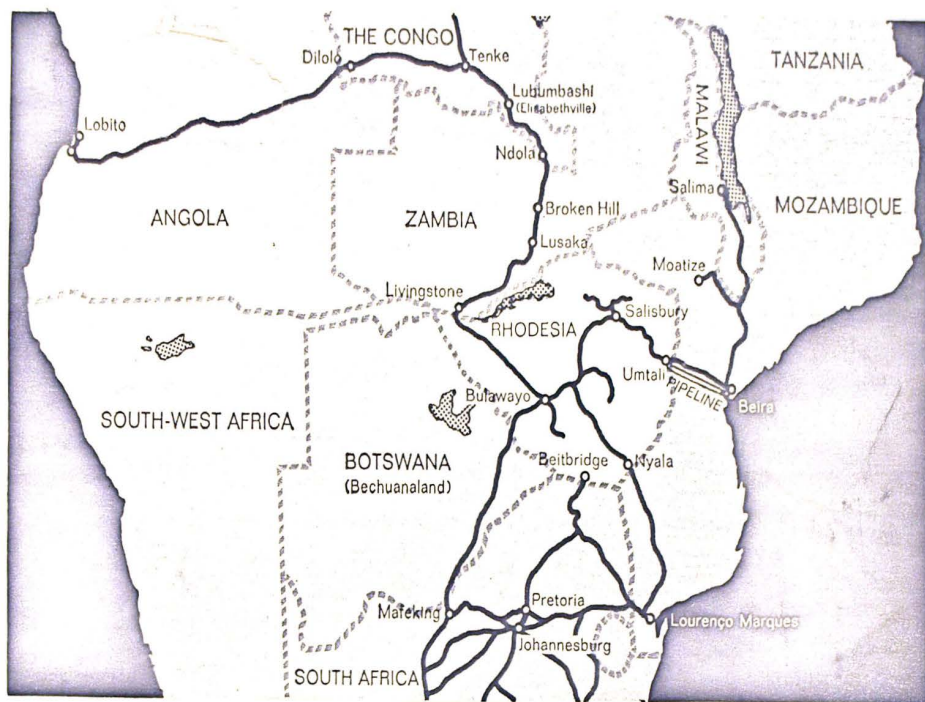 THE CONGO
Dilolo
Tenke
TANZANIA
Lubumbashi
(Elisabethville)
MALAWI
Lobito
Ndola
Salima
MOZAMBIQUE
ANGOLA
ZAMBIA
Broken Hill
Lusaka
Moatize
Livingstone
RHODESIA
Salisbury
Umtali
PIPELINE
Beira
Bulawayo
SOUTH-WEST AFRICA
BOTSWANA
(Bechuanaland)
Beitbridge
Nyala
Mafeking
Pretoria
Lourenço Marques
Johannesburg
SOUTH AFRICA